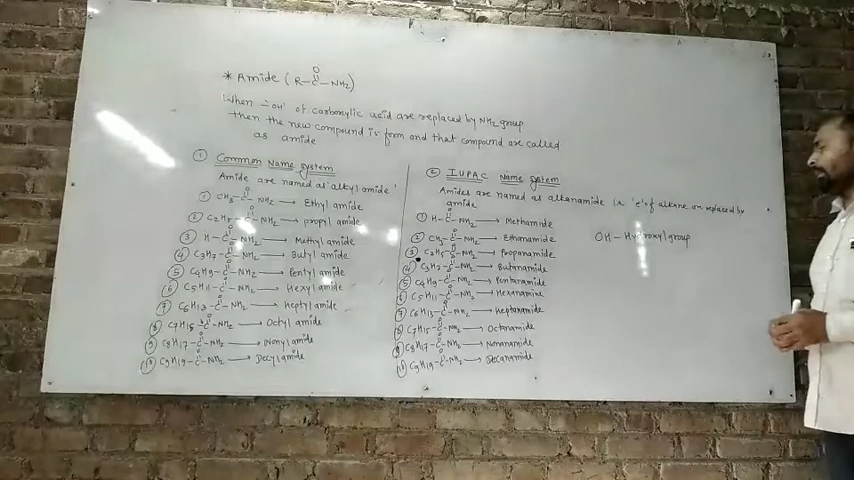 * Amide ( R-C-NH2 )
O
When -OH of carboxylic acid are replaced by NH2 group
then the new compound is form and that compound are called
as amide
① Common Name system
Amide are named as 'alkyl amide'
① CH3-C-NH2 → Ethyl amide
② C2H5-C-NH2 → propyl amide
③ H-C-NH2 → Methyl amide
④ C3H7-C-NH2 → Butyl amide
⑤ C4H9-C-NH2 → Pentyl amide
⑥ C5H11-C-NH2 → Hexyl amide
⑦ C6H13-C-NH2 → Heptyl amide
⑧ C7H15-C-NH2 → Octyl amide
⑨ C8H17-C-NH2 → Nonyl amide
⑩ C9H19-C-NH2 → Decyl amide
② IUPAC Name system
Amides are named as alkanamide is 'e' of alkane are replaced by
amide
① H-C-NH2 → Methamide
② CH3-C-NH2 → Ethanamide
③ C2H5-C-NH2 → Propanamide
④ C3H7-C-NH2 → Butanamide
⑤ C4H9-C-NH2 → Pentanamide
⑥ C5H11-C-NH2 → Hexanamide
⑦ C6H13-C-NH2 → Heptanamide
⑧ C7H15-C-NH2 → Octanamide
⑨ C8H17-C-NH2 → Nonanamide
⑩ C9H19-C-NH2 → Decanamide
OH - Hydroxyl group